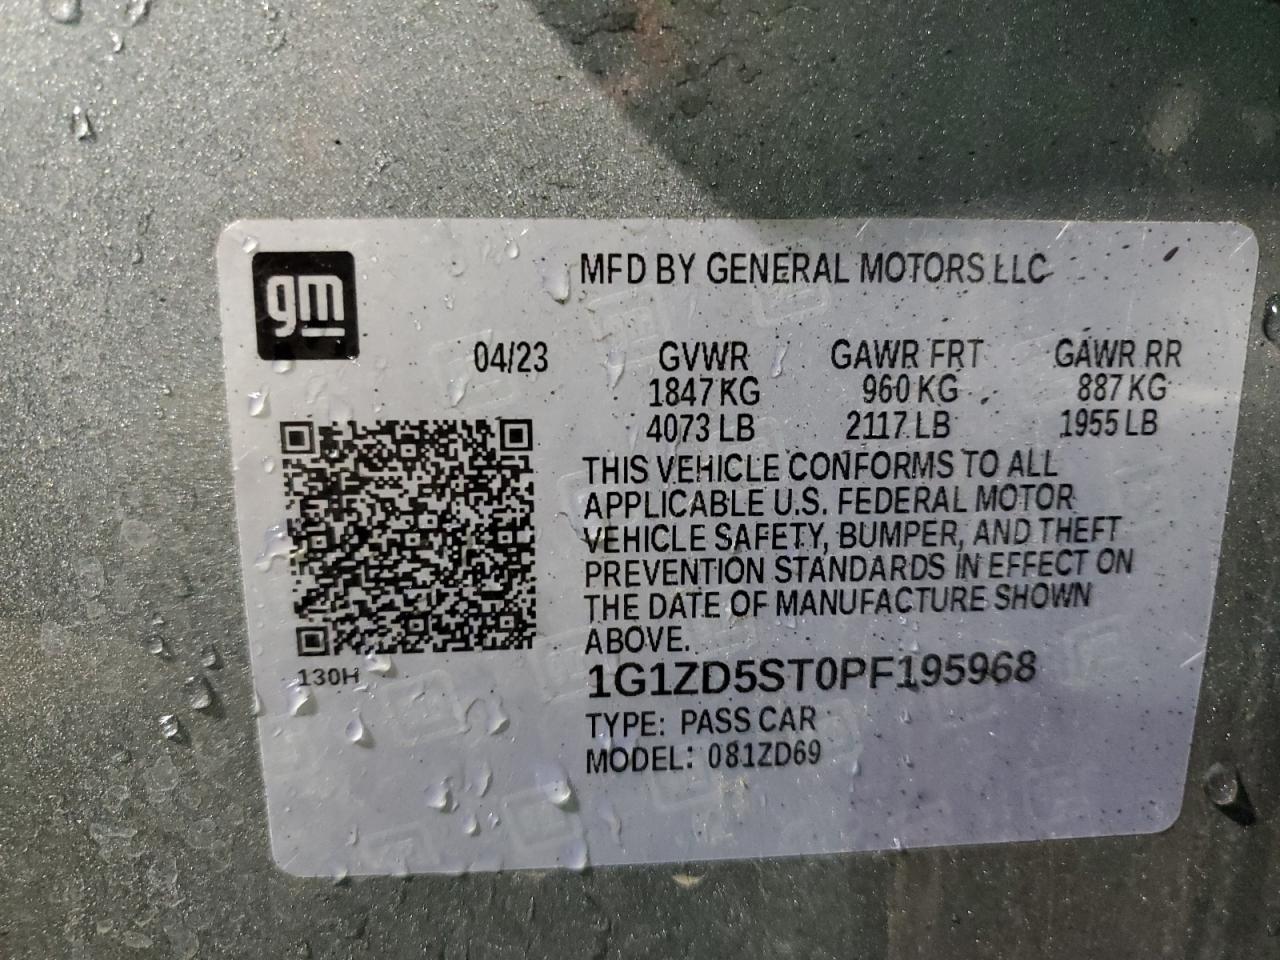 gm
MFD BY GENERAL MOTORS LLC
04/23 GVWR GAWR FRT GAWR RR
1847 KG 960 KG 887 KG
4073 LB 2117 LB 1955 LB
THIS VEHICLE CONFORMS TO ALL
APPLICABLE U.S. FEDERAL MOTOR
VEHICLE SAFETY, BUMPER, AND THEFT
PREVENTION STANDARDS IN EFFECT ON
THE DATE OF MANUFACTURE SHOWN
ABOVE.
130H
1G1ZD5ST0PF195968
TYPE: PASS CAR
MODEL: 081ZD69